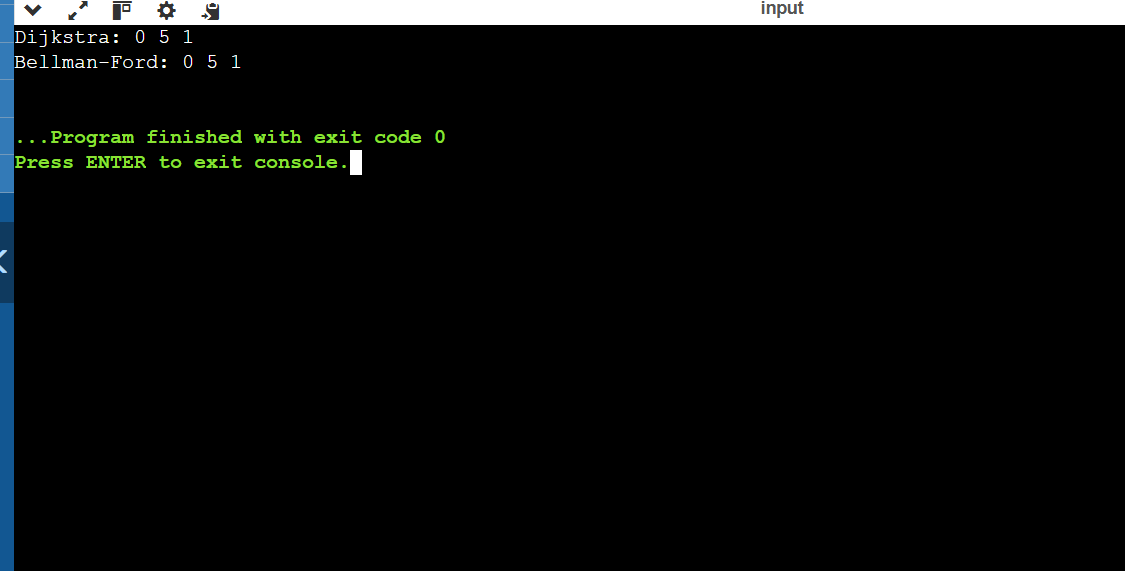 input
Dijkstra: 0 5 1
Bellman-Ford: 0 5 1
...Program finished with exit code 0
Press ENTER to exit console.